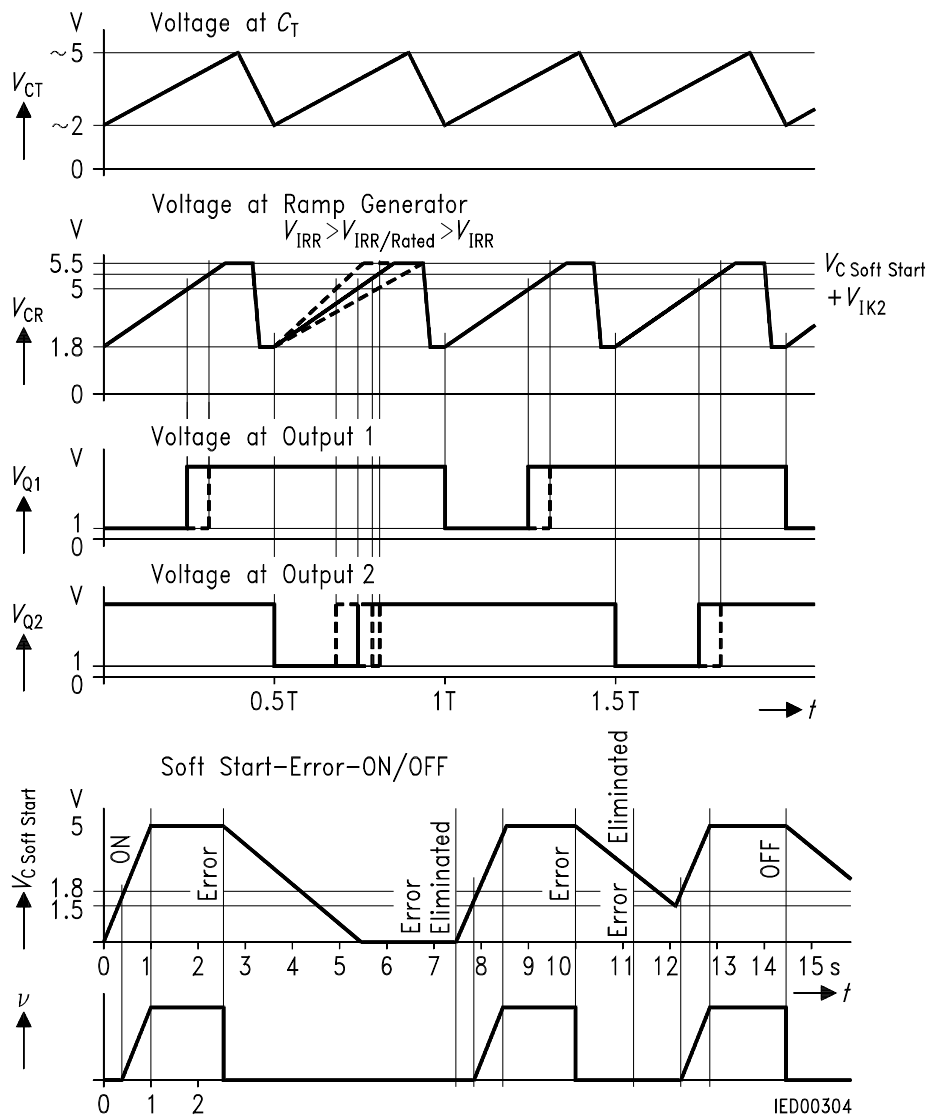 V
Voltage at C_T
~5
V_CT
~2
0
Voltage at Ramp Generator
V
V_IRR > V_IRR/Rated > V_IRR
5.5
5
V_C Soft Start
+ V_IK2
V_CR
1.8
0
Voltage at Output 1
V
V_Q1
1
0
Voltage at Output 2
V
V_Q2
1
0
0.5T 1T 1.5T
t
Soft Start-Error-ON/OFF
V
5
V_C Soft Start
1.8
1.5
ON
Error
Error
Eliminated
Error
Error
Eliminated
OFF
0 1 2 3 4 5 6 7 8 9 10 11 12 13 14 15 s
t
ν
0 1 2
IED00304